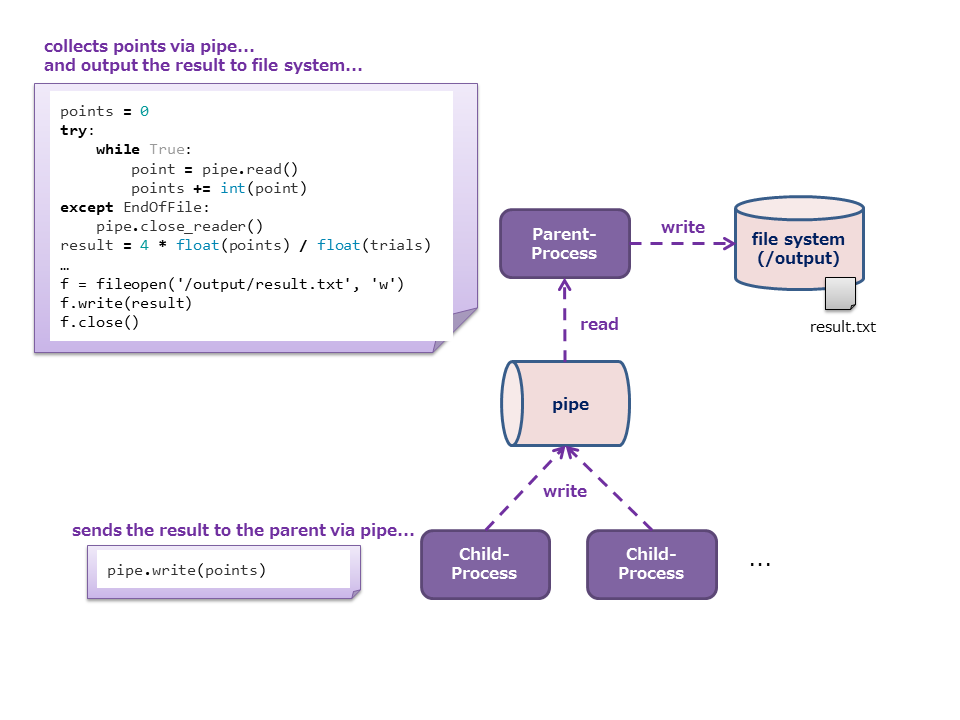 collects points via pipe...
and output the result to file system...
points = 0
try:
    while True:
        point = pipe.read()
        points += int(point)
except EndOfFile:
    pipe.close_reader()
result = 4 * float(points) / float(trials)
…
f = fileopen('/output/result.txt', 'w')
f.write(result)
f.close()
Parent-
Process
write
file system
(/output)
result.txt
read
pipe
write
sends the result to the parent via pipe...
pipe.write(points)
Child-
Process
Child-
Process
...